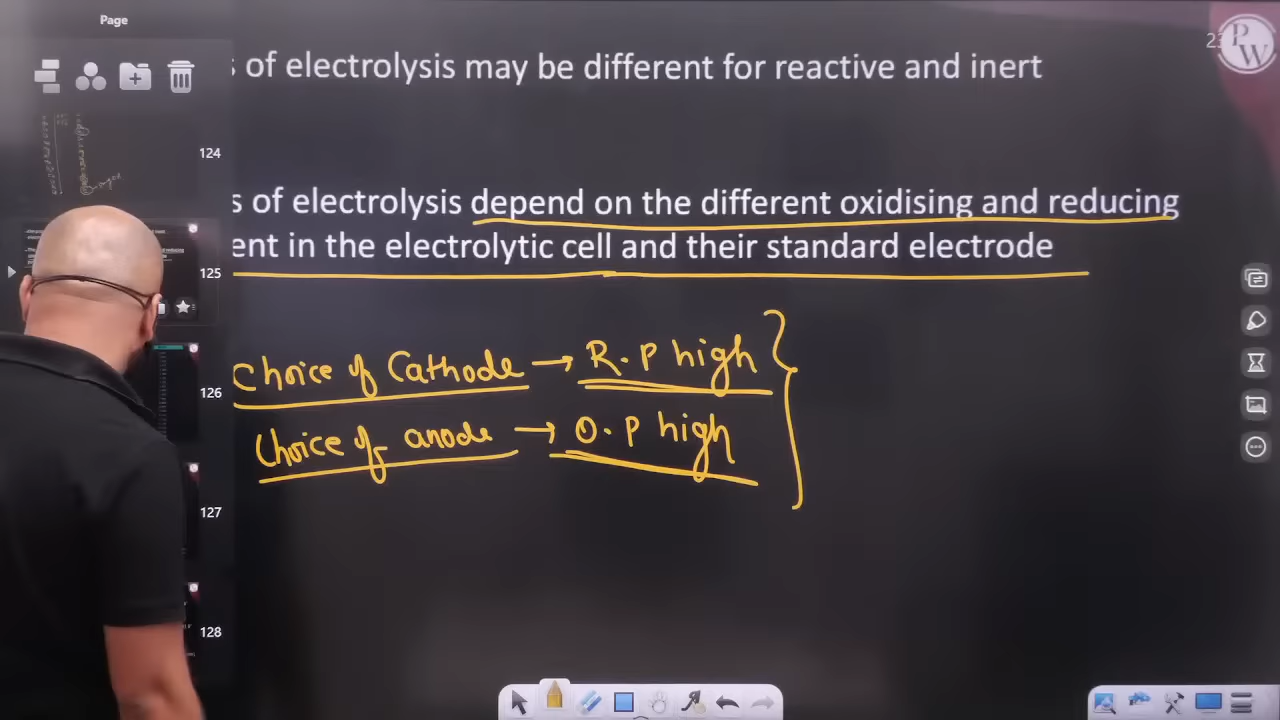 Page
23
PW
s of electrolysis may be different for reactive and inert
124
s of electrolysis depend on the different oxidising and reducing
ent in the electrolytic cell and their standard electrode
125
Choice of Cathode → R.P high
126
Choice of anode → O.P high
127
128